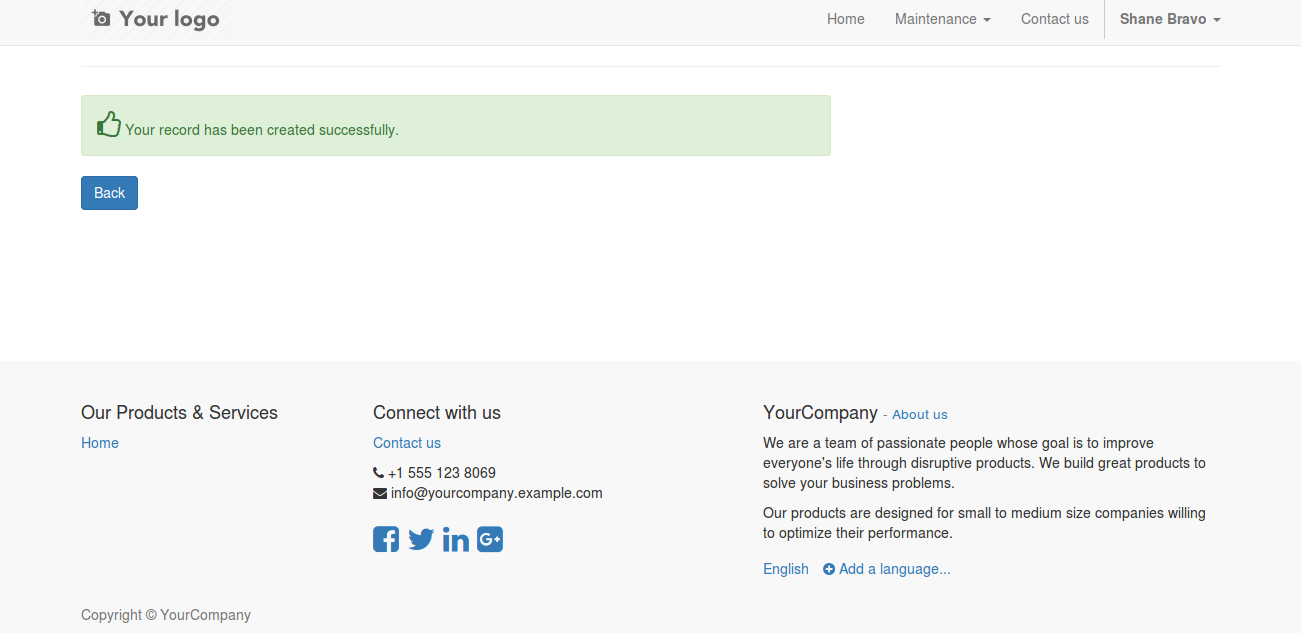 Your logo
Home Maintenance Contact us Shane Bravo
Your record has been created successfully.
Back
Our Products & Services
Home
Connect with us
Contact us
+1 555 123 8069
info@yourcompany.example.com
YourCompany - About us
We are a team of passionate people whose goal is to improve
everyone's life through disruptive products. We build great products to
solve your business problems.
Our products are designed for small to medium size companies willing
to optimize their performance.
English Add a language...
Copyright © YourCompany